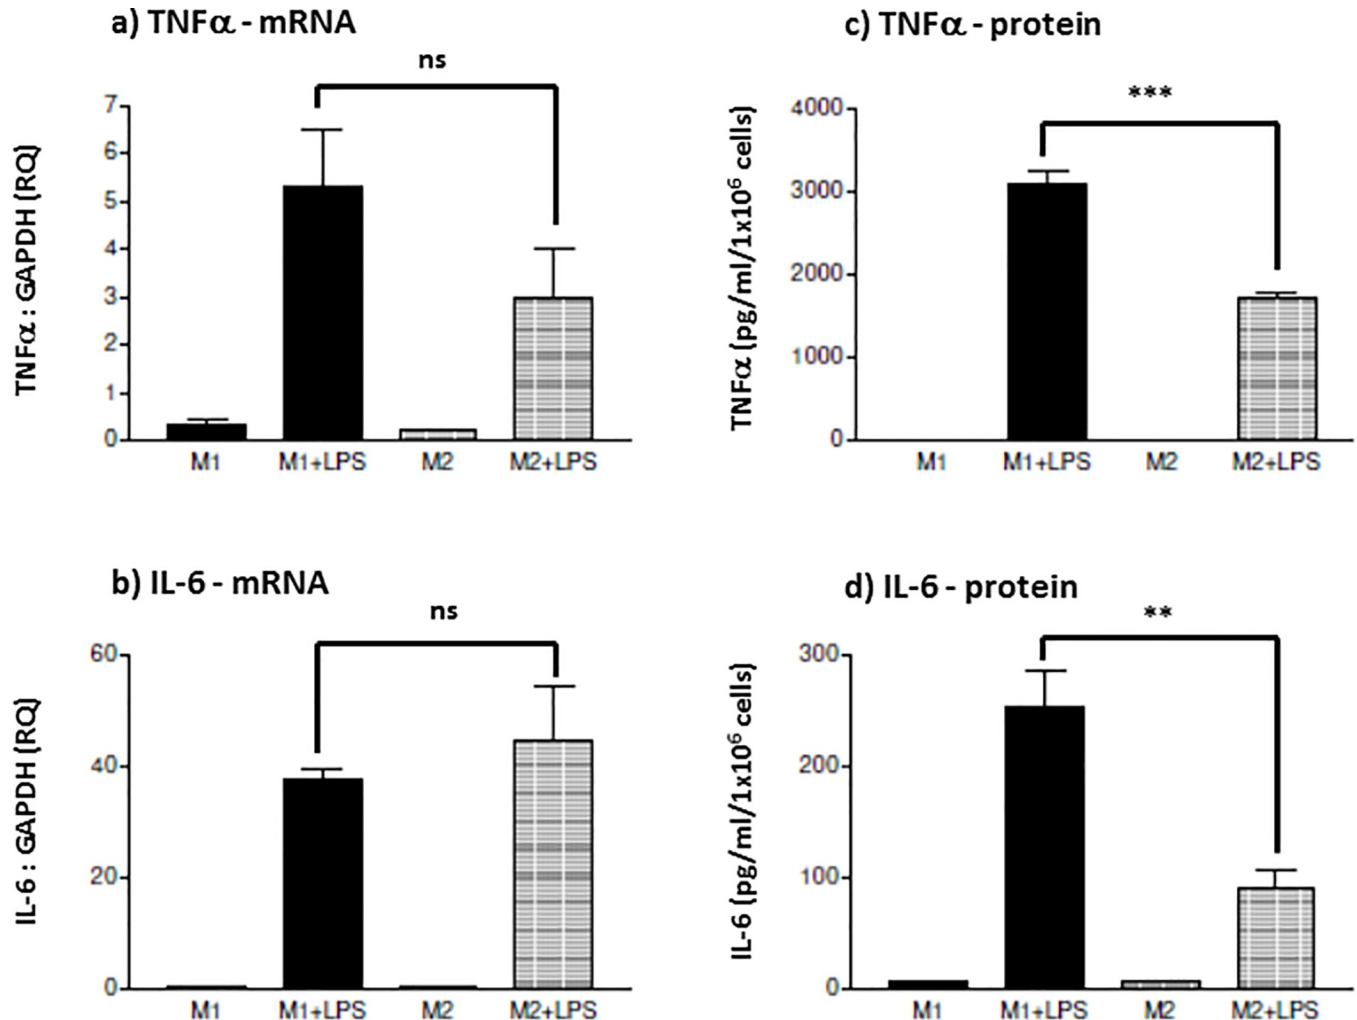 a) TNFα - mRNA
ns
TNFα : GAPDH (RQ)
7
6
5
4
3
2
1
0
M1 M1+LPS M2 M2+LPS
c) TNFα - protein
***
TNFα (pg/ml/1x10⁶ cells)
4000
3000
2000
1000
0
M1 M1+LPS M2 M2+LPS
b) IL-6 - mRNA
ns
IL-6 : GAPDH (RQ)
60
40
20
0
M1 M1+LPS M2 M2+LPS
d) IL-6 - protein
**
IL-6 (pg/ml/1x10⁶ cells)
300
200
100
0
M1 M1+LPS M2 M2+LPS